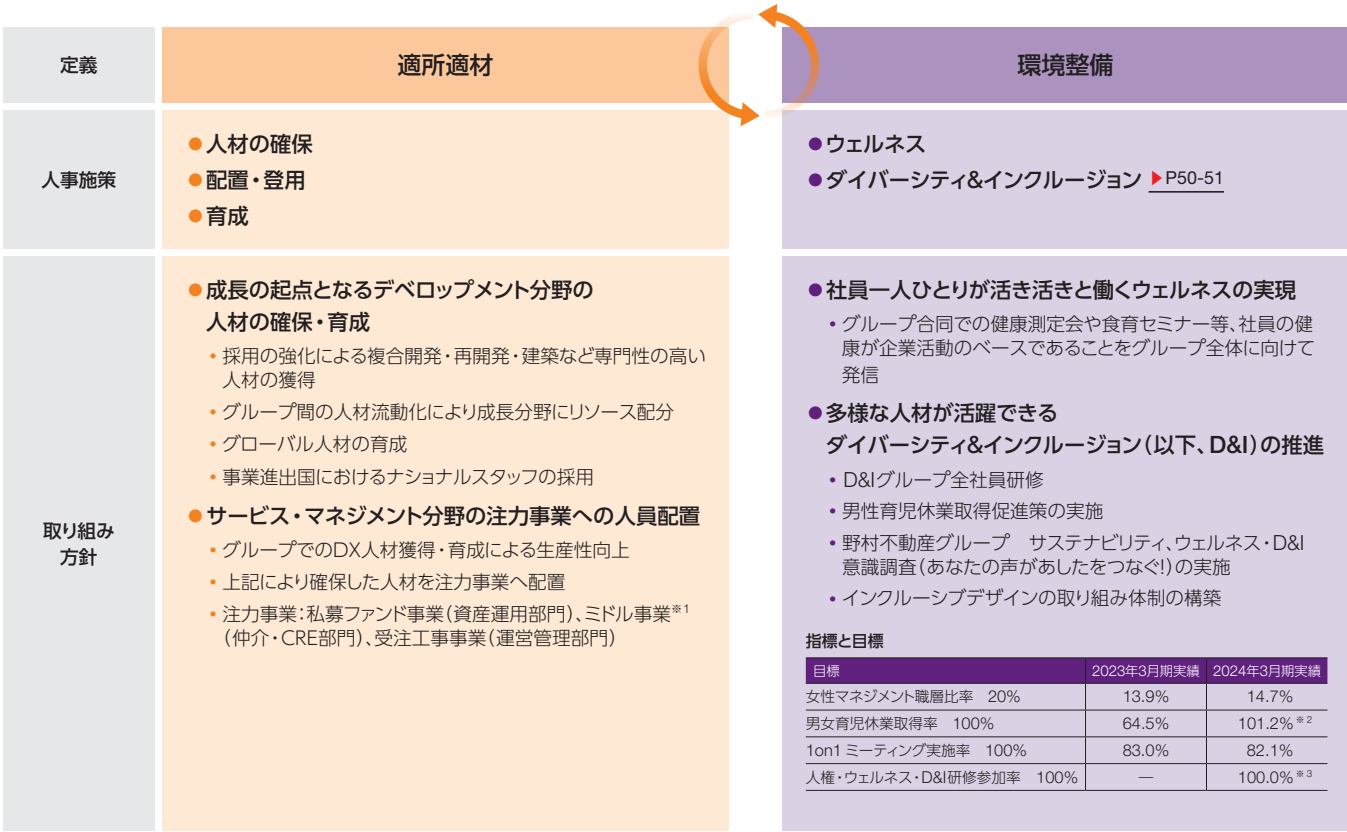 定義
適所適材
環境整備
人事施策
●人材の確保
●配置・登用
●育成
●ウェルネス
●ダイバーシティ&インクルージョン ▶P50-51
取り組み
方針
●成長の起点となるデベロップメント分野の
人材の確保・育成
• 採用の強化による複合開発・再開発・建築など専門性の高い
人材の獲得
• グループ間の人材流動化により成長分野にリソース配分
• グローバル人材の育成
• 事業進出国におけるナショナルスタッフの採用
●サービス・マネジメント分野の注力事業への人員配置
• グループでのDX人材獲得・育成による生産性向上
• 上記により確保した人材を注力事業へ配置
• 注力事業：私募ファンド事業（資産運用部門）、ミドル事業※1
（仲介・CRE部門）、受注工事事業（運営管理部門）
●社員一人ひとりが活き活きと働くウェルネスの実現
• グループ合同での健康測定会や食育セミナー等、社員の健
康が企業活動のベースであることをグループ全体に向けて
発信
●多様な人材が活躍できる
ダイバーシティ&インクルージョン（以下、D&I）の推進
• D&Iグループ全社員研修
• 男性育児休業取得促進策の実施
• 野村不動産グループ　サステナビリティ、ウェルネス・D&I
意識調査（あなたの声があしたをつなぐ!）の実施
• インクルーシブデザインの取り組み体制の構築
指標と目標
目標 2023年3月期実績 2024年3月期実績
女性マネジメント職層比率　20% 13.9% 14.7%
男女育児休業取得率　100% 64.5% 101.2%※2
1on1 ミーティング実施率　100% 83.0% 82.1%
人権・ウェルネス・D&I研修参加率　100% — 100.0%※3